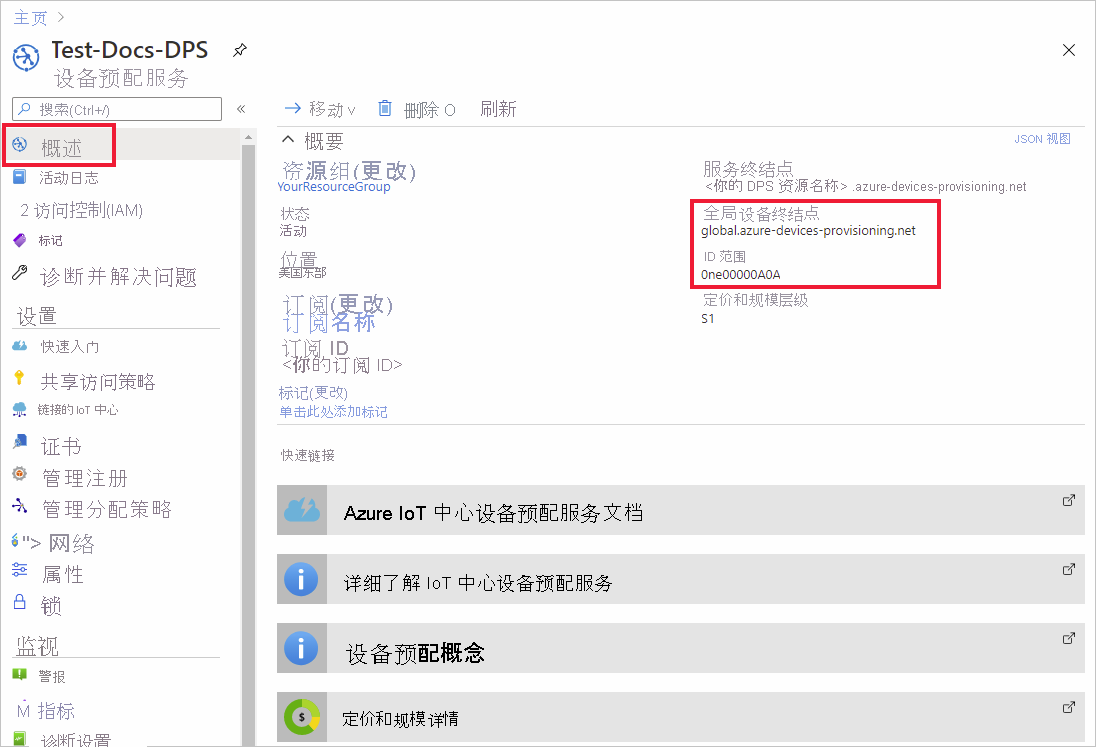 主页 >
Test-Docs-DPS
设备预配服务
搜索(Ctrl+/)
«
概述
活动日志
2 访问控制(IAM)
标记
诊断并解决问题
设置
快速入门
共享访问策略
链接的 IoT 中心
证书
管理注册
管理分配策略
"> 网络
属性
锁
监视
警报
M 指标
诊断设置
移动 v
删除 O
刷新
概要
JSON 视图
资源组(更改)
YourResourceGroup
状态
活动
位置
美国东部
订阅(更改)
订阅名称
订阅 ID
<你的订阅 ID>
标记(更改)
单击此处添加标记
服务终结点
<你的 DPS 资源名称> .azure-devices-provisioning.net
全局设备终结点
global.azure-devices-provisioning.net
ID 范围
0ne00000A0A
定价和规模层级
S1
快速链接
Azure IoT 中心设备预配服务文档
详细了解 IoT 中心设备预配服务
设备预配概念
定价和规模详情